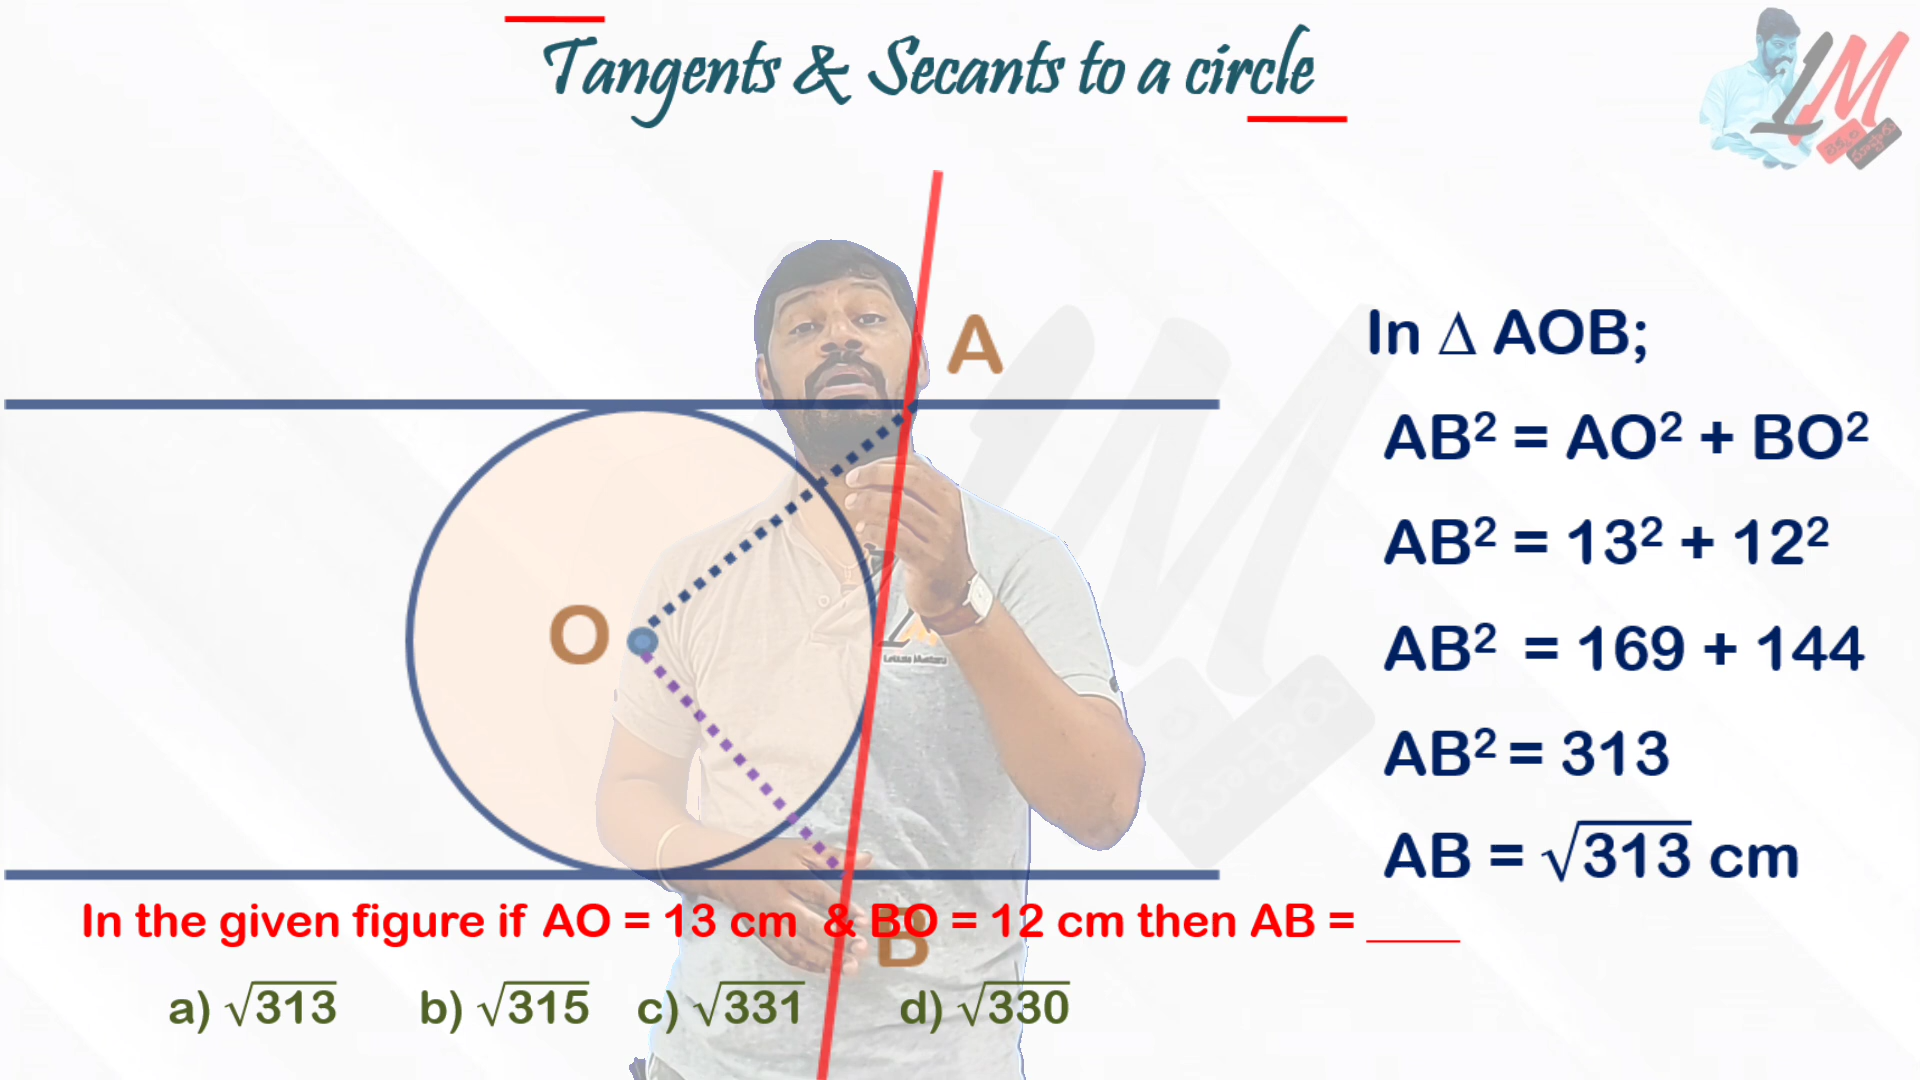 Tangents & Secants to a circle
LM
A
In Δ AOB;
AB² = AO² + BO²
AB² = 13² + 12²
O
AB² = 169 + 144
AB² = 313
AB = √313 cm
In the given figure if AO = 13 cm & BO = 12 cm then AB = ____
B
a) √313 b) √315 c) √331 d) √330